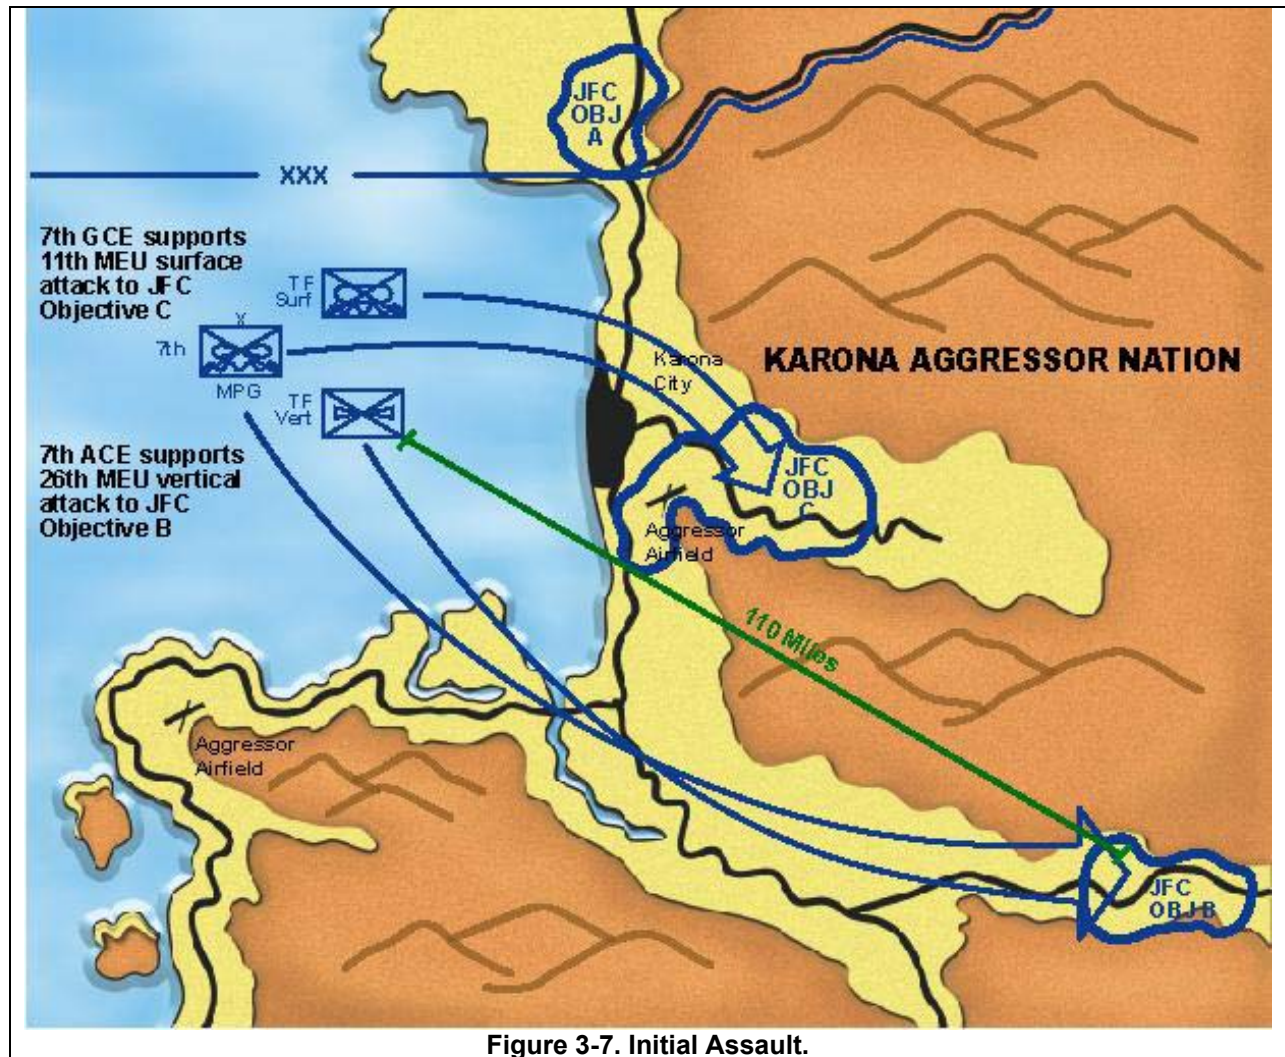 JFC
OBJ
A
XXX
7th GCE supports
11th MEU surface
attack to JFC
Objective C
TF
Surf
X
7th
MPG
TF
Vert
7th ACE supports
26th MEU vertical
attack to JFC
Objective B
Karona
City
KARONA AGGRESSOR NATION
JFC
OBJ
C
Aggressor
Airfield
110 Miles
Aggressor
Airfield
JFC
OBJ B
Figure 3-7. Initial Assault.